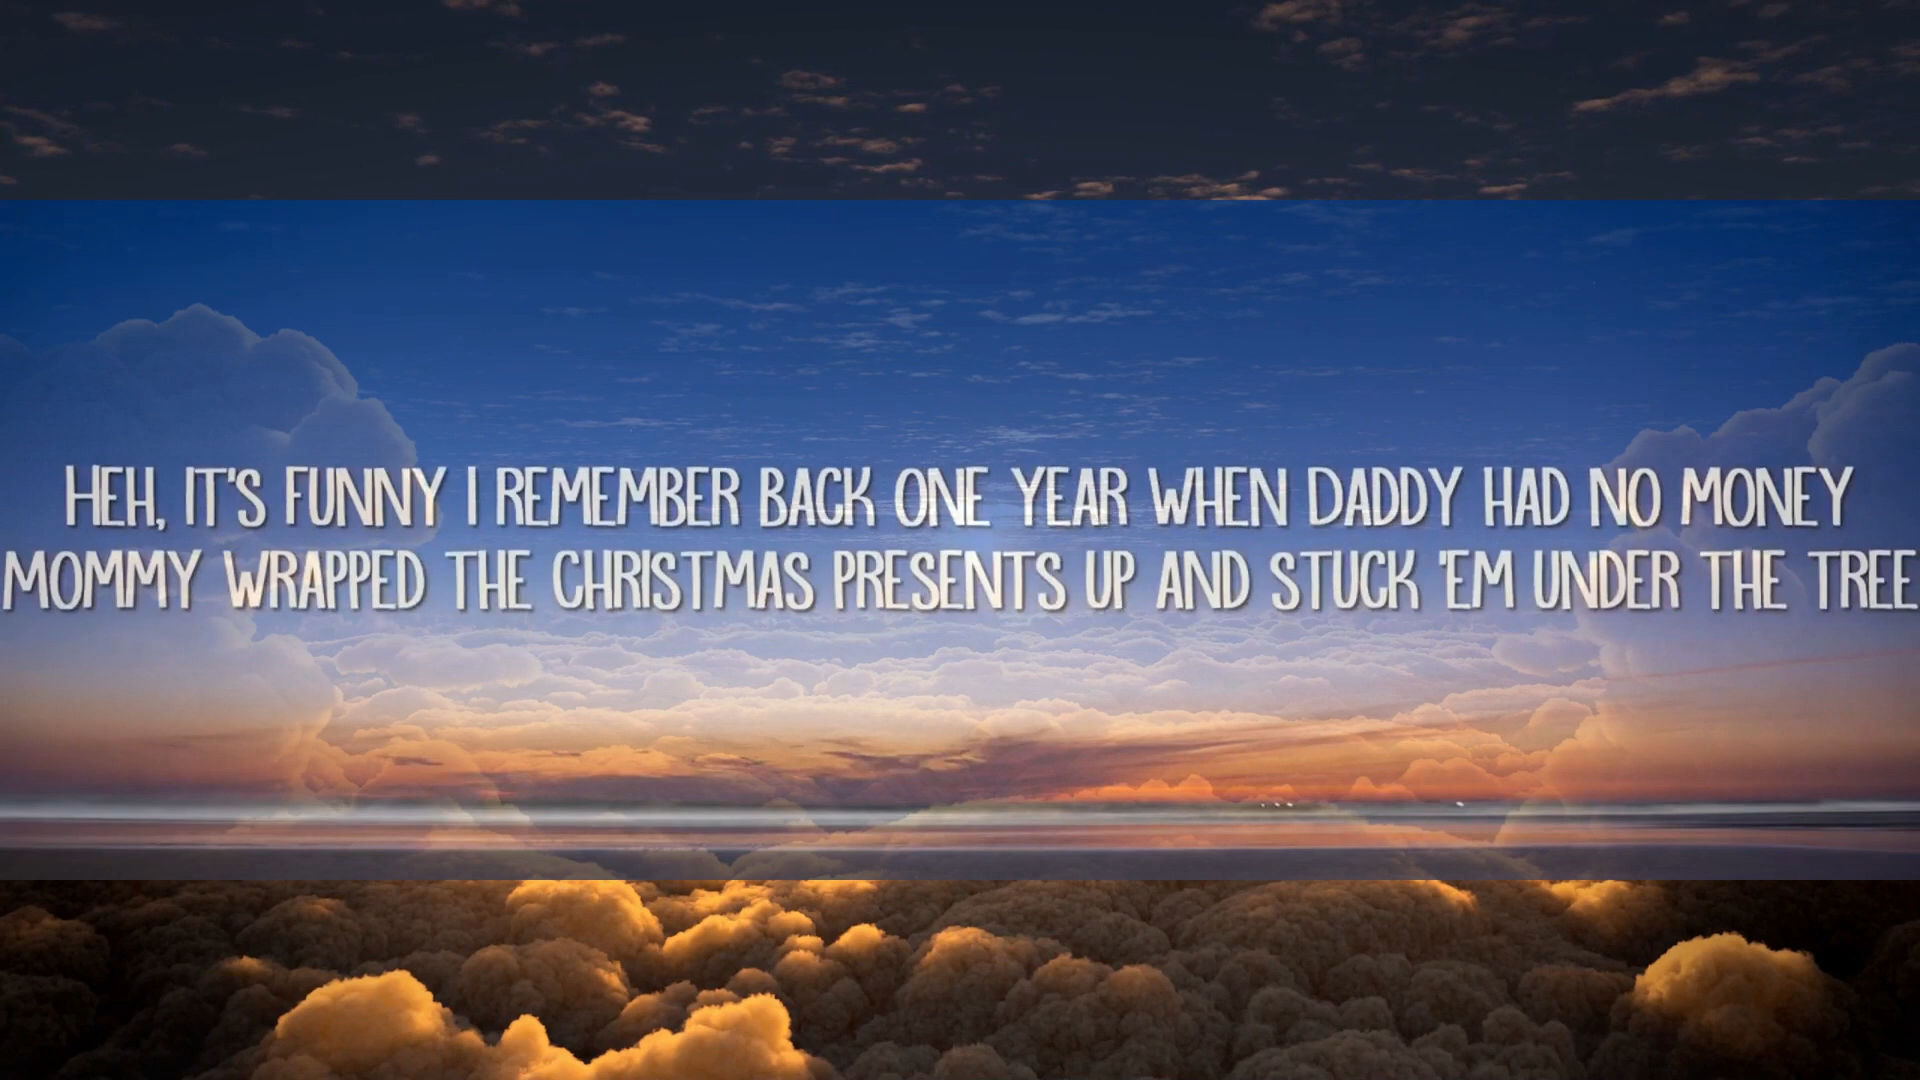 HEH, IT'S FUNNY I REMEMBER BACK ONE YEAR WHEN DADDY HAD NO MONEY
MOMMY WRAPPED THE CHRISTMAS PRESENTS UP AND STUCK 'EM UNDER THE TREE